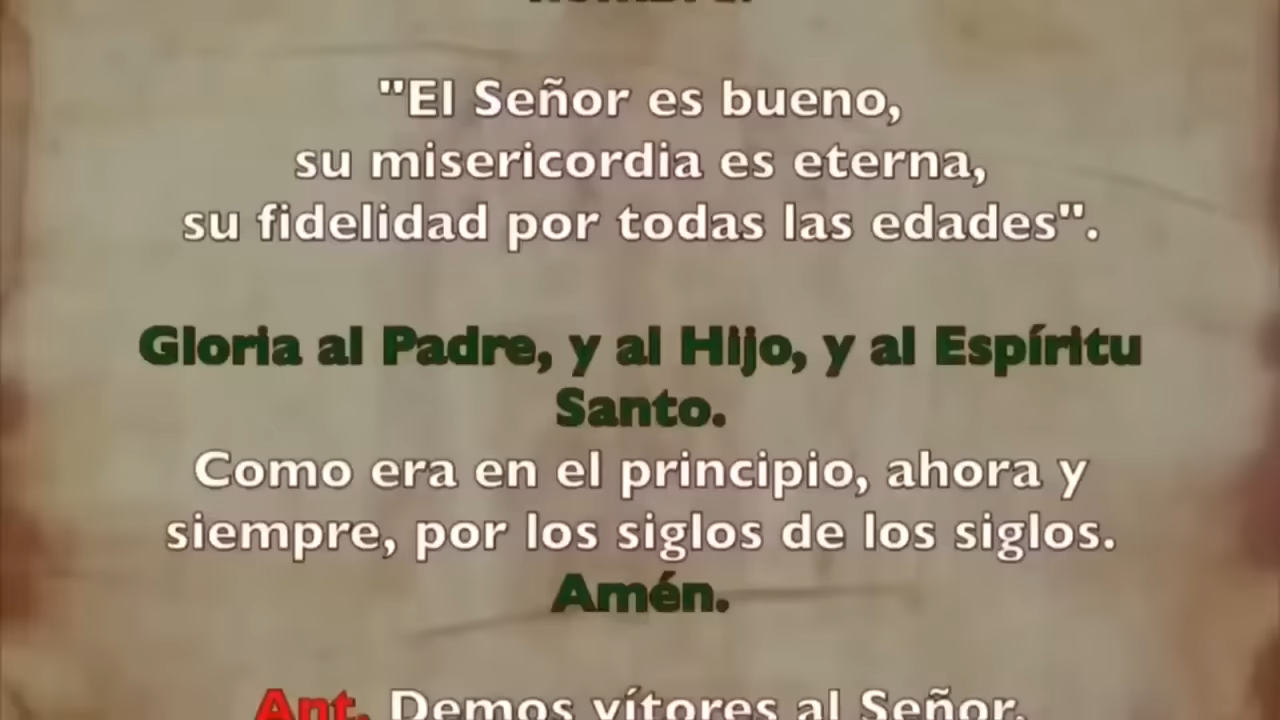 "El Señor es bueno,
su misericordia es eterna,
su fidelidad por todas las edades".
Gloria al Padre, y al Hijo, y al Espíritu
Santo.
Como era en el principio, ahora y
siempre, por los siglos de los siglos.
Amén.
Ant. Demos vítores al Señor,